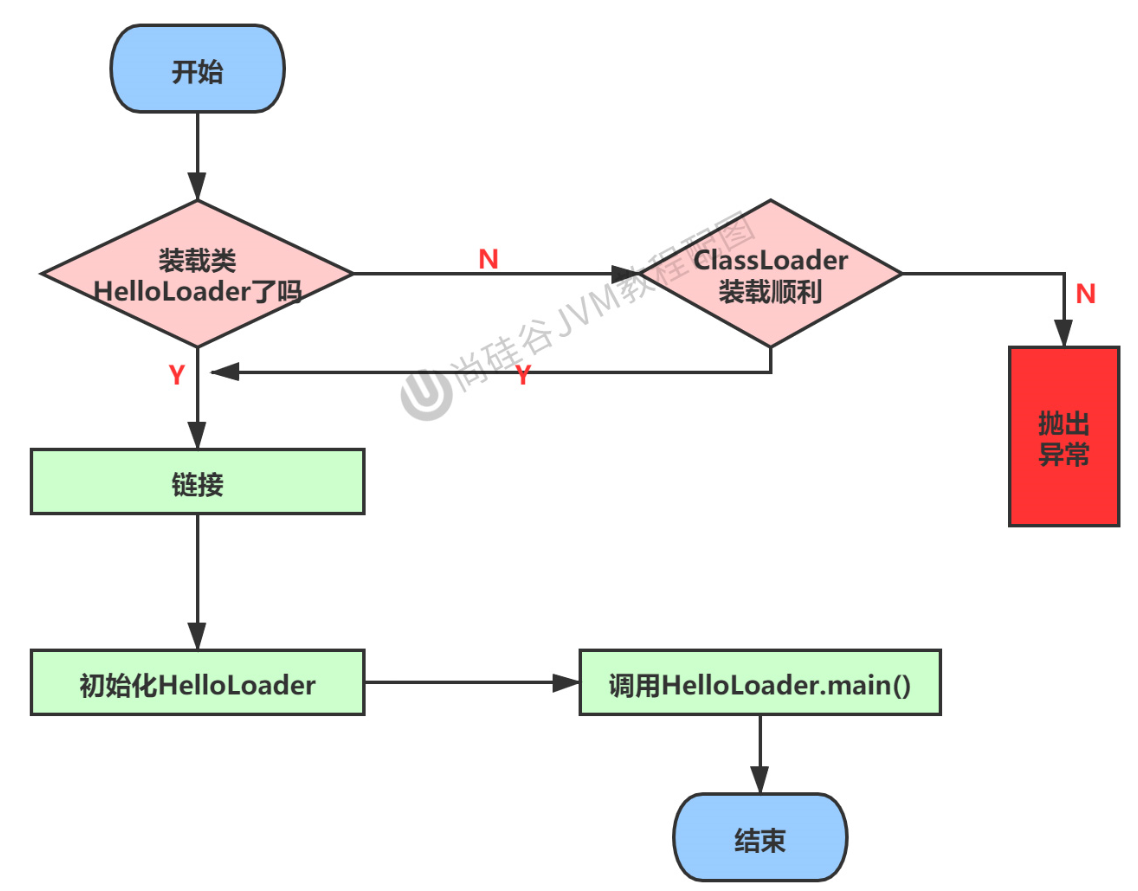 开始
装载类
HelloLoader了吗
N
ClassLoader
装载顺利
N
Y
Y
尚硅谷JVM教程配图
抛出
异常
链接
初始化HelloLoader
调用HelloLoader.main()
结束